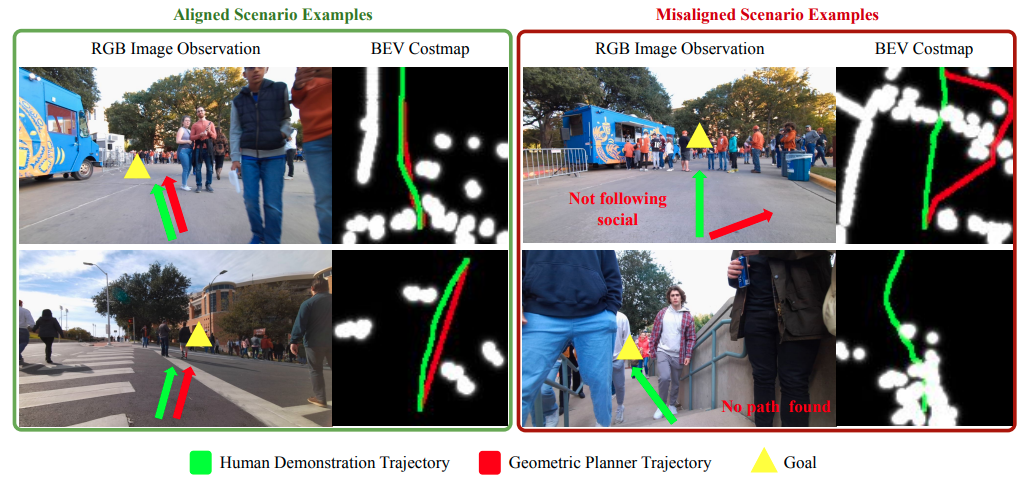 Aligned Scenario Examples
Misaligned Scenario Examples
RGB Image Observation
BEV Costmap
RGB Image Observation
BEV Costmap
Not following
social
No path found
Human Demonstration Trajectory
Geometric Planner Trajectory
Goal